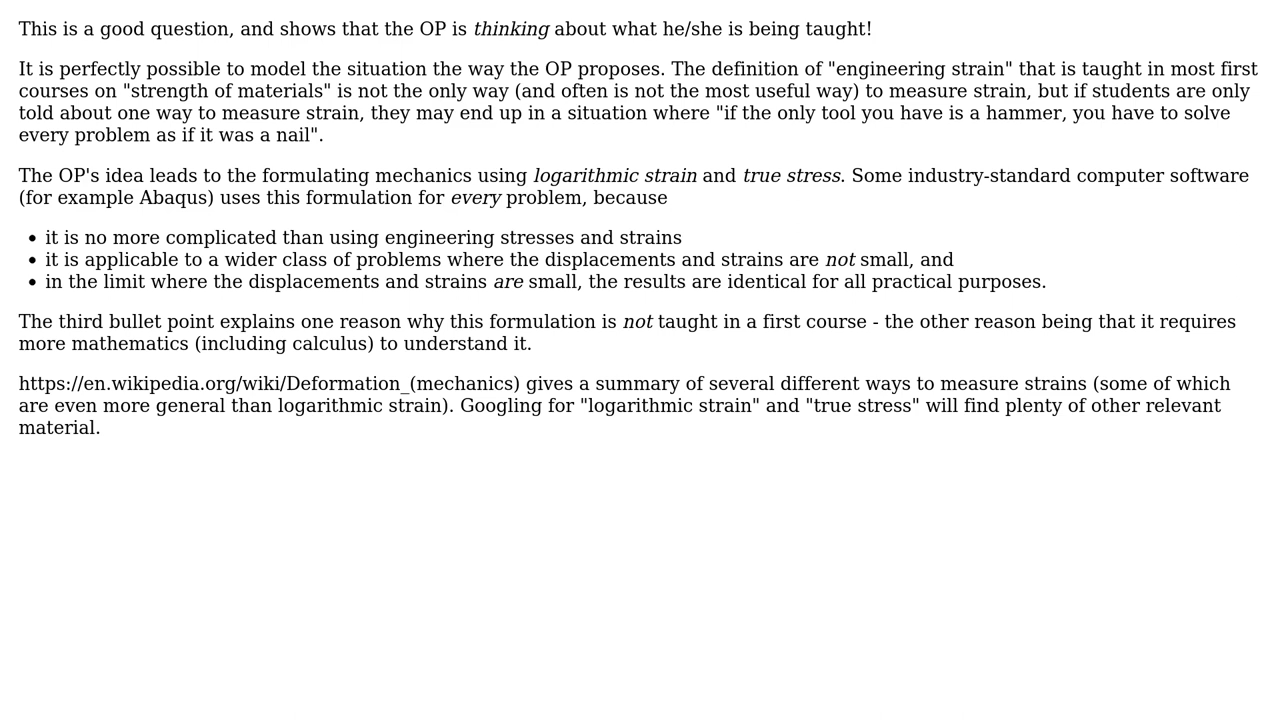 This is a good question, and shows that the OP is thinking about what he/she is being taught!
It is perfectly possible to model the situation the way the OP proposes. The definition of "engineering strain" that is taught in most first
courses on "strength of materials" is not the only way (and often is not the most useful way) to measure strain, but if students are only
told about one way to measure strain, they may end up in a situation where "if the only tool you have is a hammer, you have to solve
every problem as if it was a nail".
The OP's idea leads to the formulating mechanics using logarithmic strain and true stress. Some industry-standard computer software
(for example Abaqus) uses this formulation for every problem, because
• it is no more complicated than using engineering stresses and strains
• it is applicable to a wider class of problems where the displacements and strains are not small, and
• in the limit where the displacements and strains are small, the results are identical for all practical purposes.
The third bullet point explains one reason why this formulation is not taught in a first course - the other reason being that it requires
more mathematics (including calculus) to understand it.
https://en.wikipedia.org/wiki/Deformation_(mechanics) gives a summary of several different ways to measure strains (some of which
are even more general than logarithmic strain). Googling for "logarithmic strain" and "true stress" will find plenty of other relevant
material.